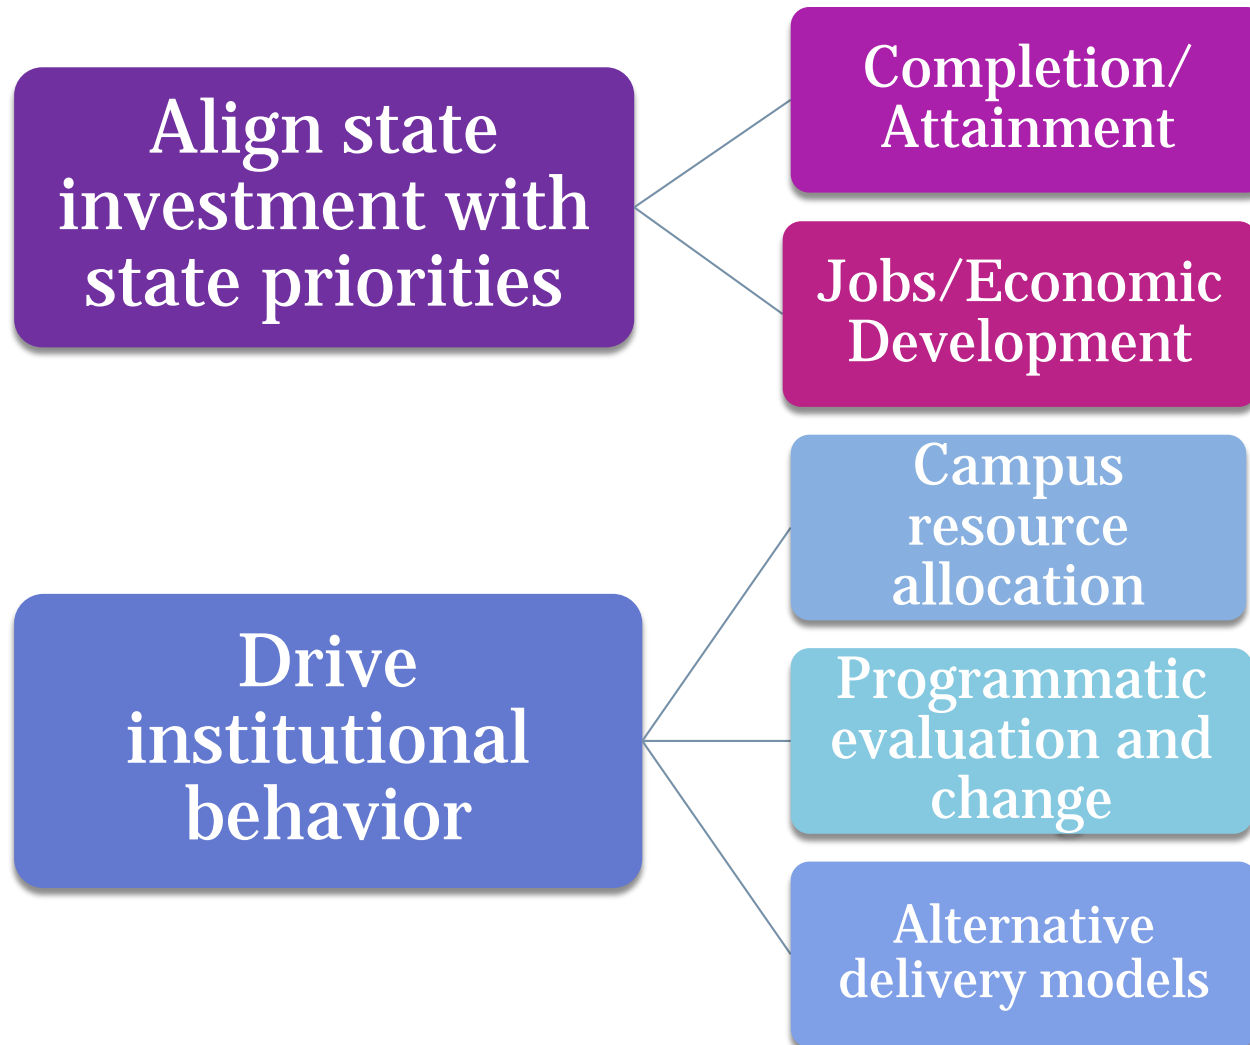 Align state
investment with
state priorities
Completion/
Attainment
Jobs/Economic
Development
Drive
institutional
behavior
Campus
resource
allocation
Programmatic
evaluation and
change
Alternative
delivery models